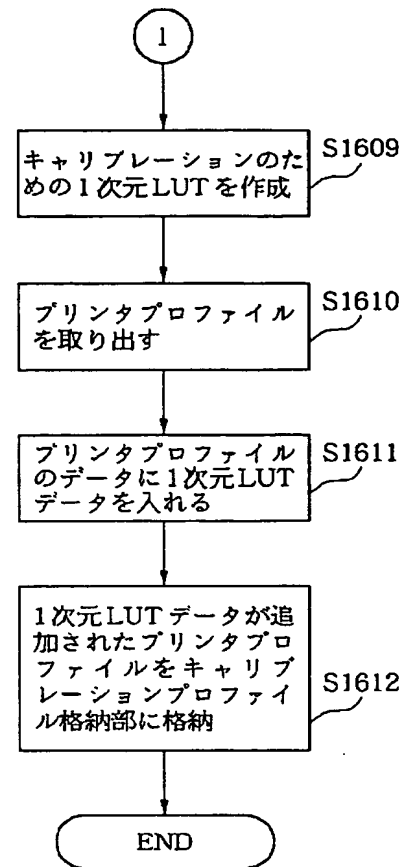 1
キャリブレーションのた
めの1次元LUTを作成
S1609
プリンタプロファイル
を取り出す
S1610
プリンタプロファイル
のデータに1次元LUT
データを入れる
S1611
1次元LUTデータが追
加されたプリンタプロ
ファイルをキャリブ
レーションプロファイ
ル格納部に格納
S1612
END